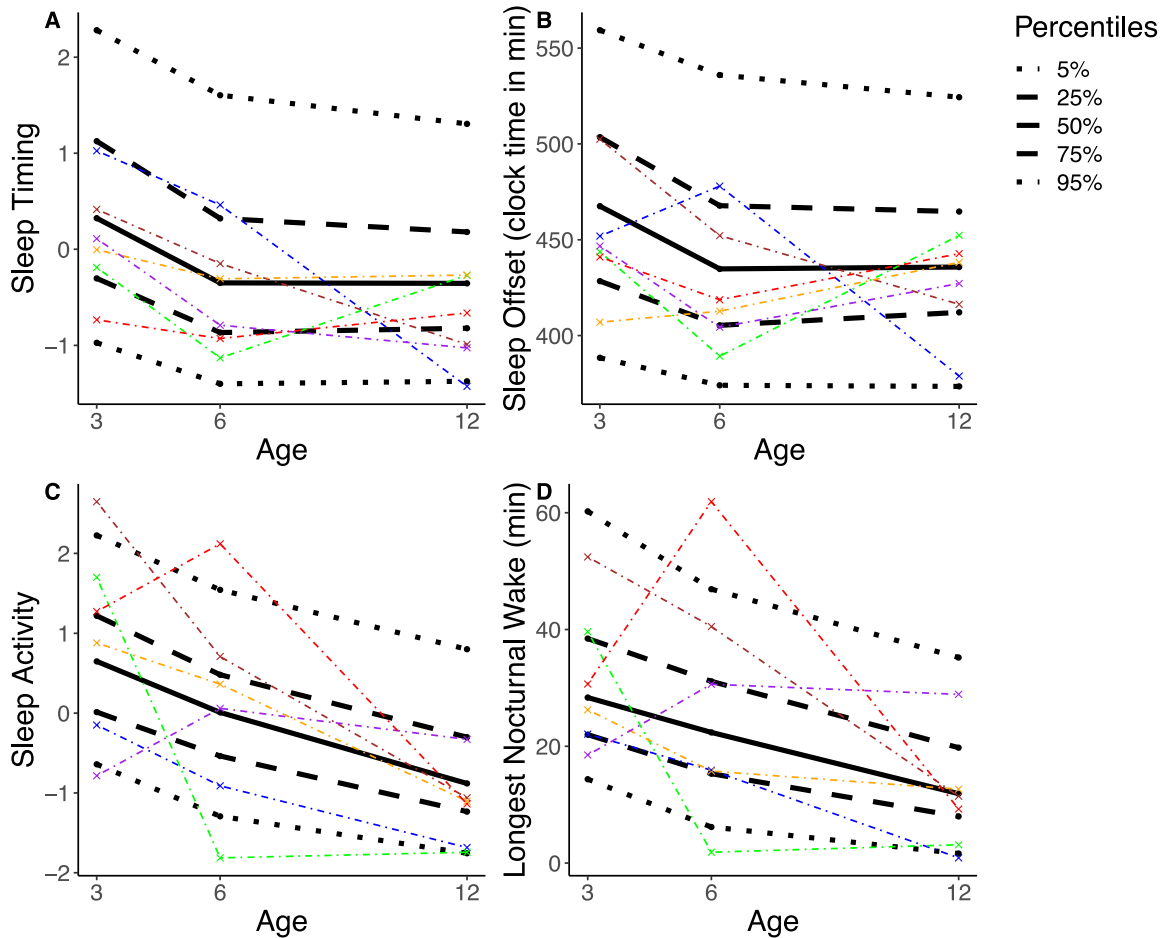 A
Sleep Timing
2
1
0
−1
3
6
12
Age
B
Sleep Offset (clock time in min)
550
500
450
400
3
6
12
Age
Percentiles
5%
25%
50%
75%
95%
C
Sleep Activity
2
1
0
−1
−2
3
6
12
Age
D
Longest Nocturnal Wake (min)
60
40
20
0
3
6
12
Age